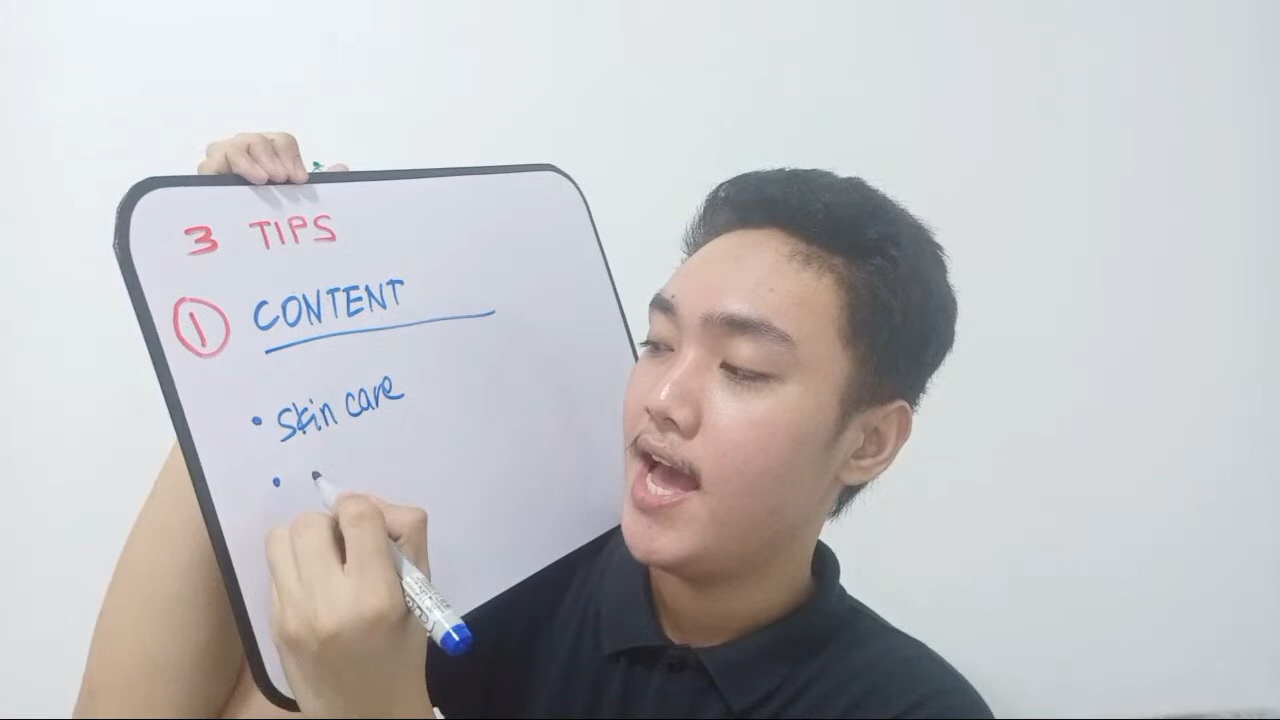 3 TIPS
1 CONTENT
• skin care
•